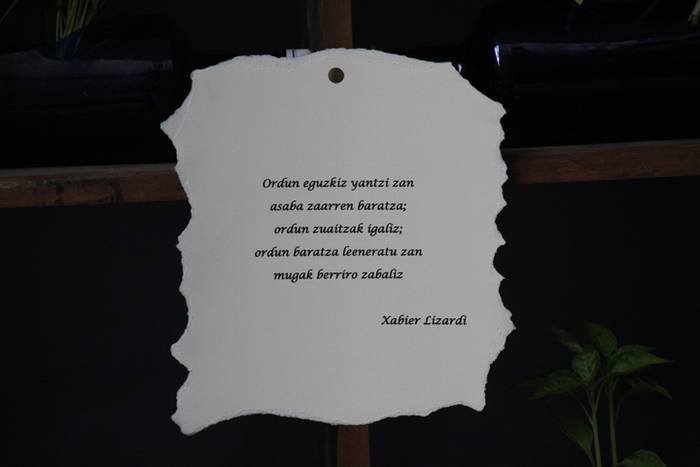 Ordun eguzkiz yantzi zan
asaba zaarren baratza;
ordun zuaitzak igaliz;
ordun baratza leeneratu zan
mugak berriro zabaliz
Xabier Lizardi